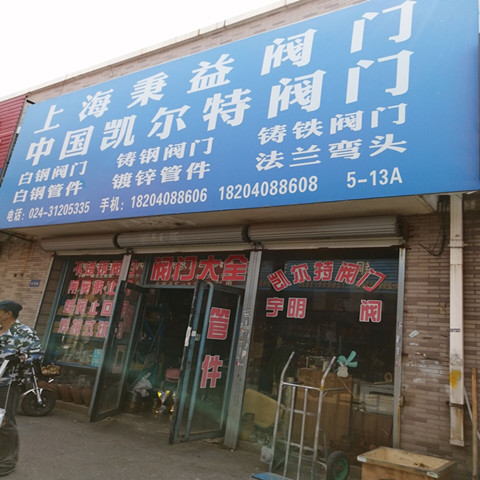 上海秉益阀门
中国凯尔特阀门
白钢阀门 铸钢阀门 铸铁阀门
白钢管件 镀锌管件 法兰弯头
电话：024-31205335 手机：18204088606 18204088608 5-13A
阀门大全
凯尔特阀门
宇明 阀
管件